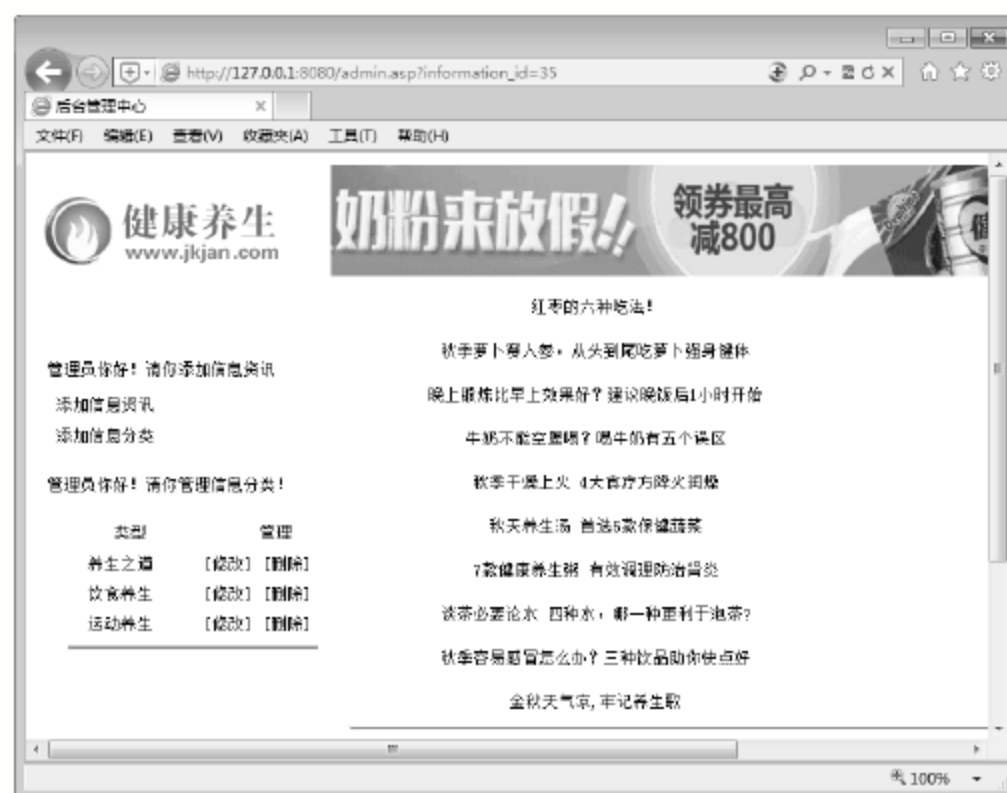 http://127.0.0.1:8080/admin.asp?information_id=35
后台管理中心
文件(F) 编辑(E) 查看(V) 收藏夹(A) 工具(T) 帮助(H)
健康养生
www.jkjan.com
奶粉来放假!!
领券最高
减800
红枣的六种吃法!
秋季萝卜赛人参,从头到尾吃萝卜强身健体
晚上锻炼比早上效果好?建议晚饭后1小时开始
牛奶不能空腹喝?喝牛奶有五个误区
秋季干燥上火 4大食疗方降火润燥
秋天养生汤 首选5款保健蔬菜
7款健康养生粥 有效调理防治胃炎
谈茶必要论水 四种水,哪一种更利于泡茶?
秋季容易感冒怎么办?三种饮品助你快点好
金秋天气凉,牢记养生歌
管理员你好!请你添加信息资讯
添加信息资讯
添加信息分类
管理员你好!请你管理信息分类!
类型 管理
养生之道 [修改] [删除]
饮食养生 [修改] [删除]
运动养生 [修改] [删除]
100%